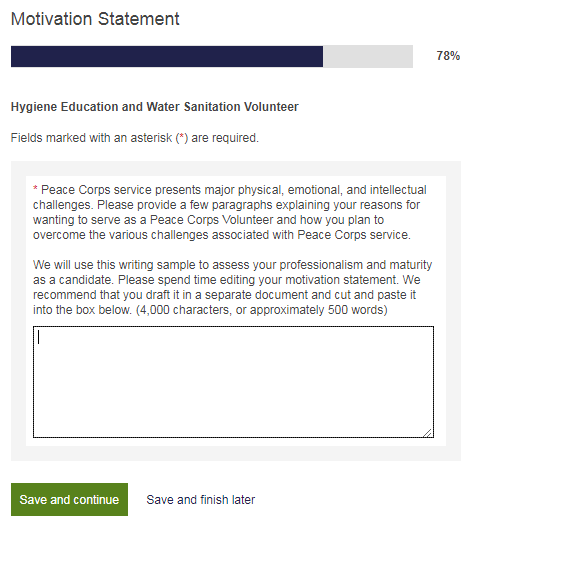 Motivation Statement
78%
Hygiene Education and Water Sanitation Volunteer
Fields marked with an asterisk (*) are required.
* Peace Corps service presents major physical, emotional, and intellectual
challenges. Please provide a few paragraphs explaining your reasons for
wanting to serve as a Peace Corps Volunteer and how you plan to
overcome the various challenges associated with Peace Corps service.
We will use this writing sample to assess your professionalism and maturity
as a candidate. Please spend time editing your motivation statement. We
recommend that you draft it in a separate document and cut and paste it
into the box below. (4,000 characters, or approximately 500 words)
Save and continue Save and finish later